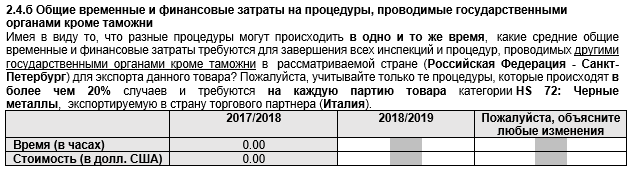 2.4.б Общие временные и финансовые затраты на процедуры, проводимые государственными
органами кроме таможни
Имея в виду то, что разные процедуры могут происходить в одно и то же время, какие средние общие
временные и финансовые затраты требуются для завершения всех инспекций и процедур, проводимых другими
государственными органами кроме таможни в рассматриваемой стране (Российская Федерация - Санкт-
Петербург) для экспорта данного товара? Пожалуйста, учитывайте только те процедуры, которые происходят в
более чем 20% случаев и требуются на каждую партию товара категории HS 72: Черные
металлы, экспортируемую в страну торгового партнера (Италия).
2017/2018 2018/2019 Пожалуйста, объясните
любые изменения
Время (в часах) 0.00
Стоимость (в долл. США) 0.00